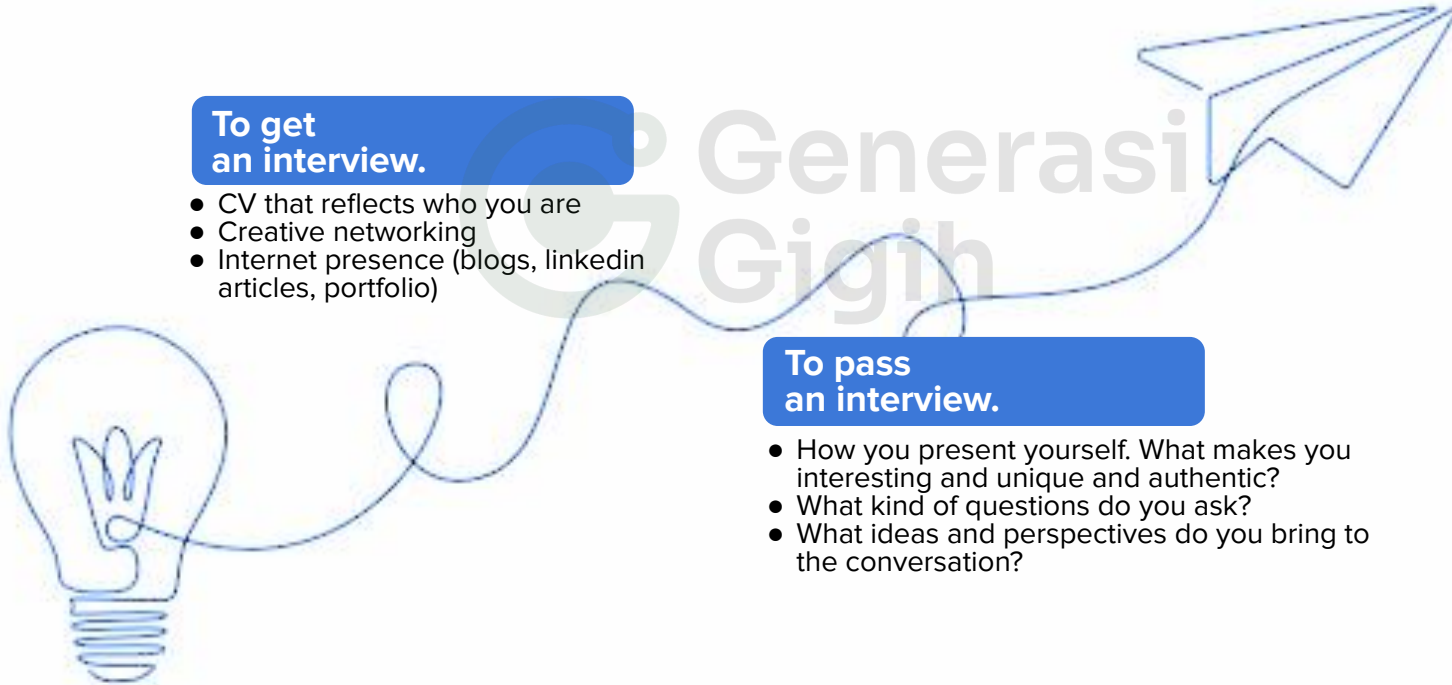 To get
an interview.
● CV that reflects who you are
● Creative networking
● Internet presence (blogs, linkedin
articles, portfolio)
Generasi
Gigih
To pass
an interview.
● How you present yourself. What makes you
interesting and unique and authentic?
● What kind of questions do you ask?
● What ideas and perspectives do you bring to
the conversation?